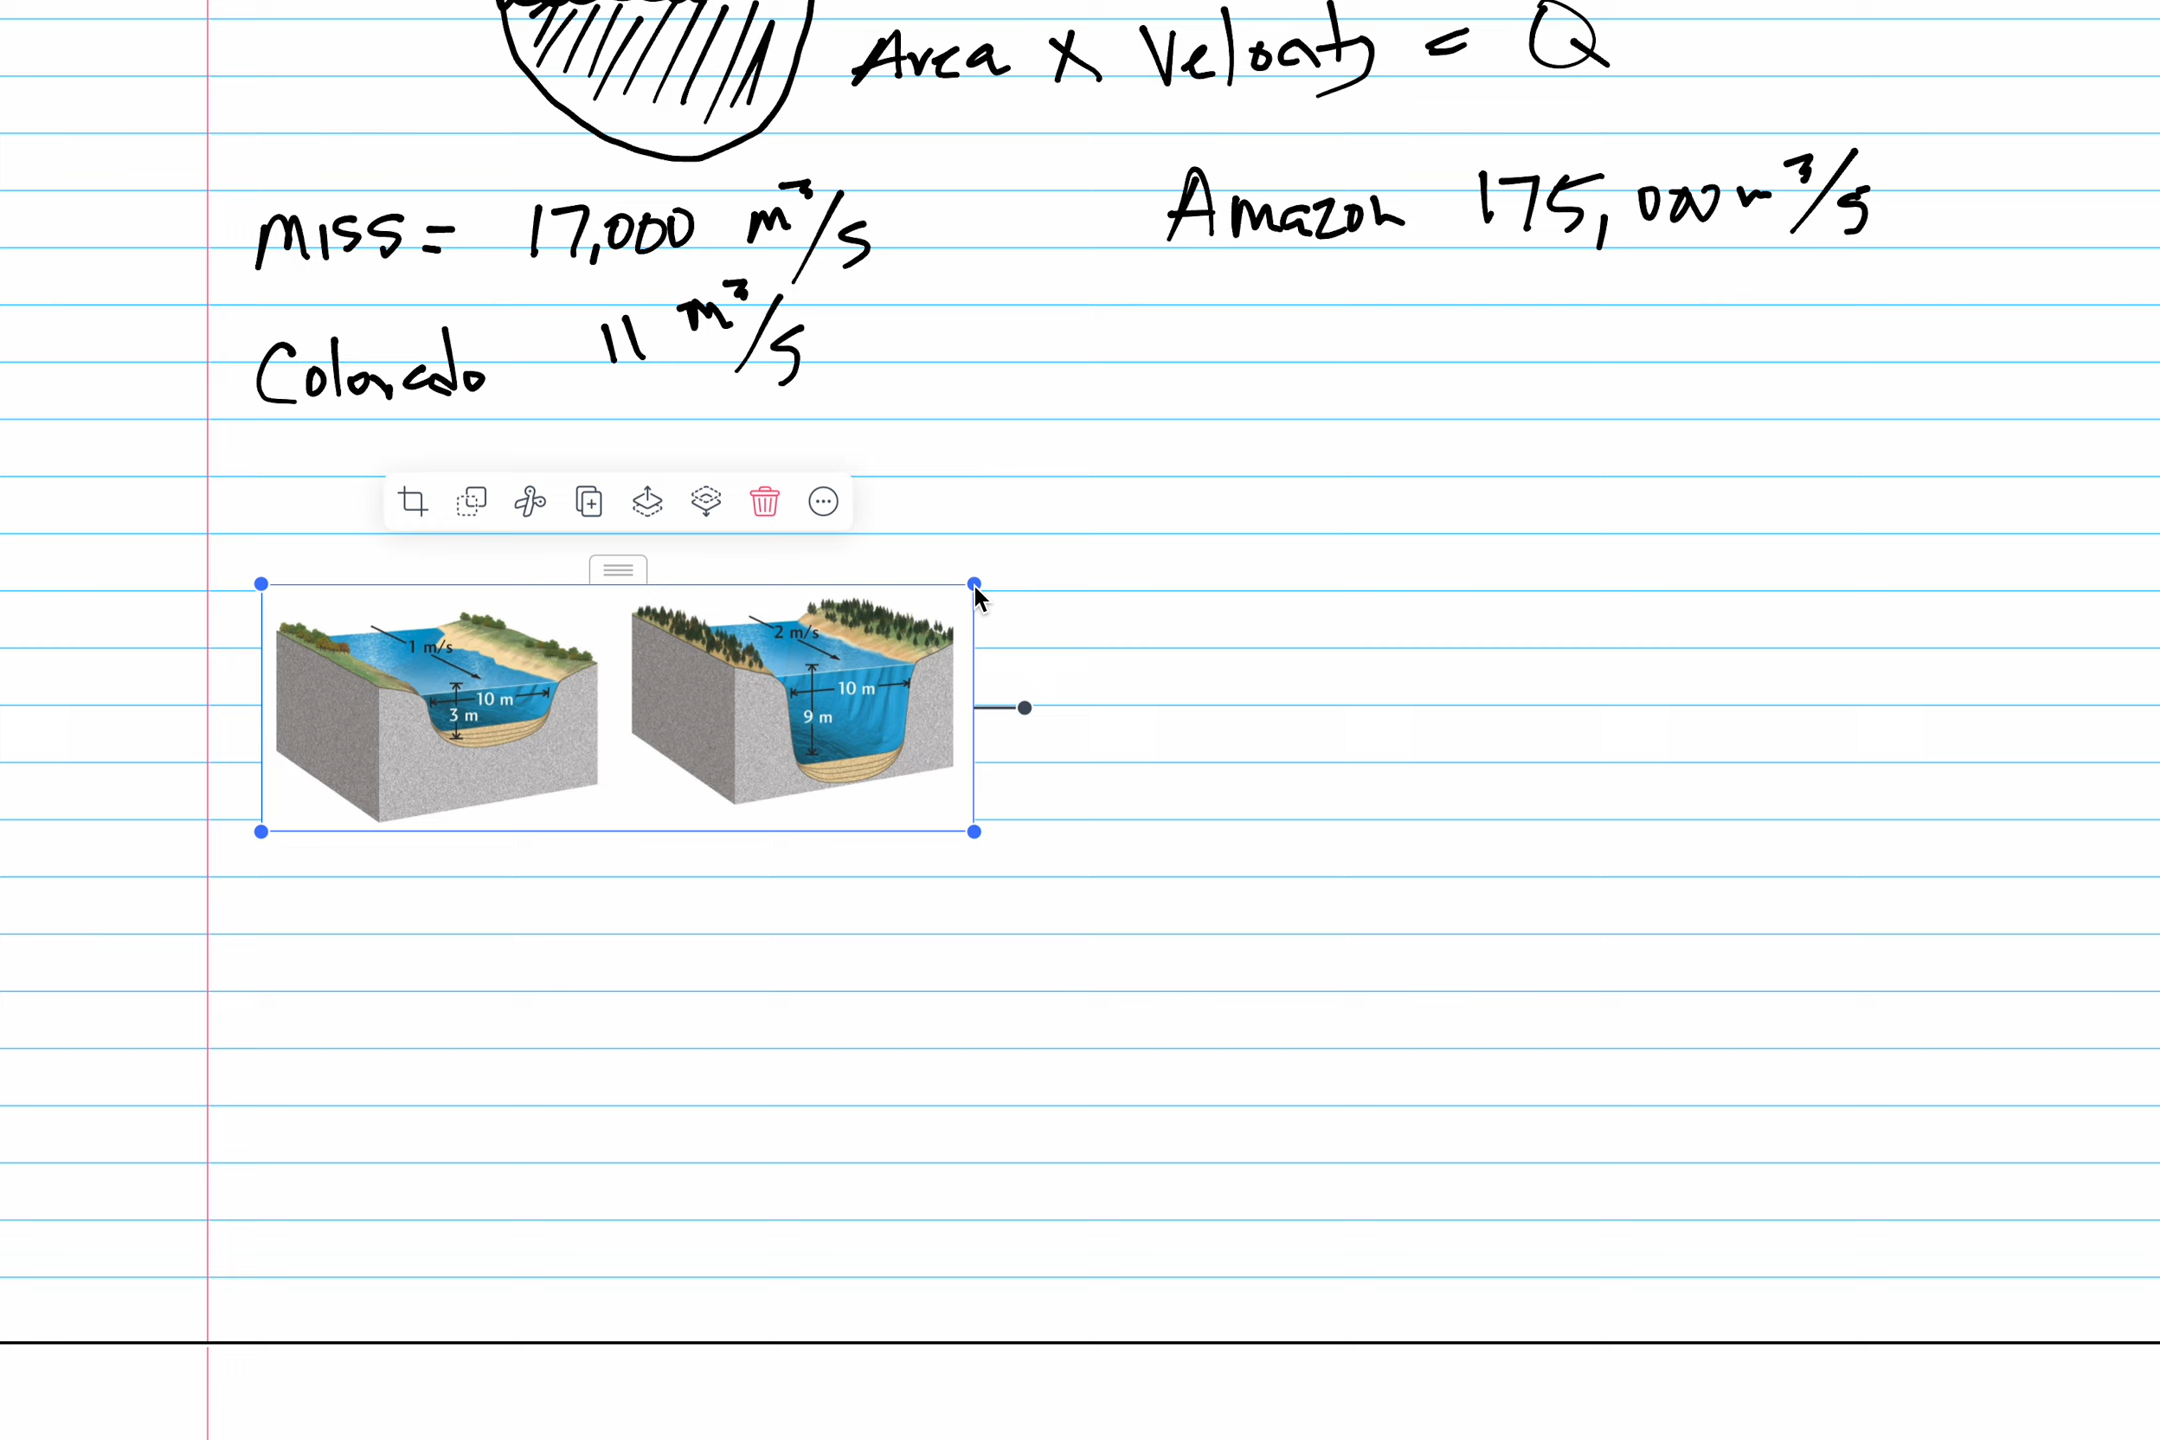 Area x Velocity = Q
MISS = 17,000 m³/s
Amazon 175,000 m³/s
Colorado 11 m³/s
1 m/s
10 m
3 m
2 m/s
10 m
9 m